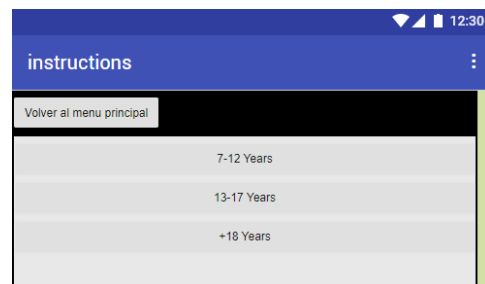 12:30
instructions
Volver al menu principal
7-12 Years
13-17 Years
+18 Years